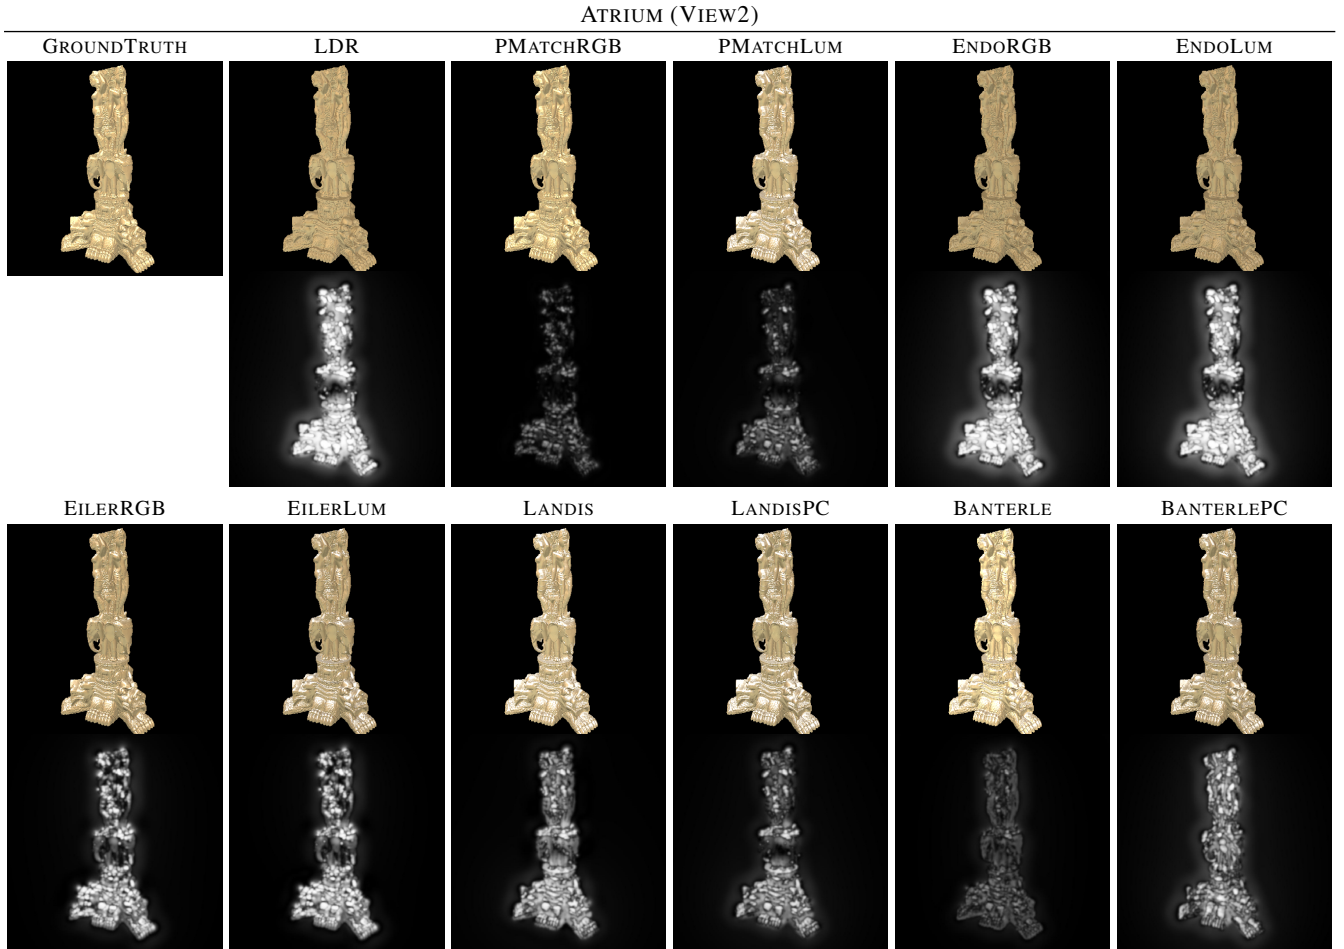 ATRIUM (VIEW2)
GROUNDTRUTH LDR PMATCHRGB PMATCHLUM ENDORGB ENDOLUM
EILERRGB EILERLUM LANDIS LANDISPC BANTERLE BANTERLEPC